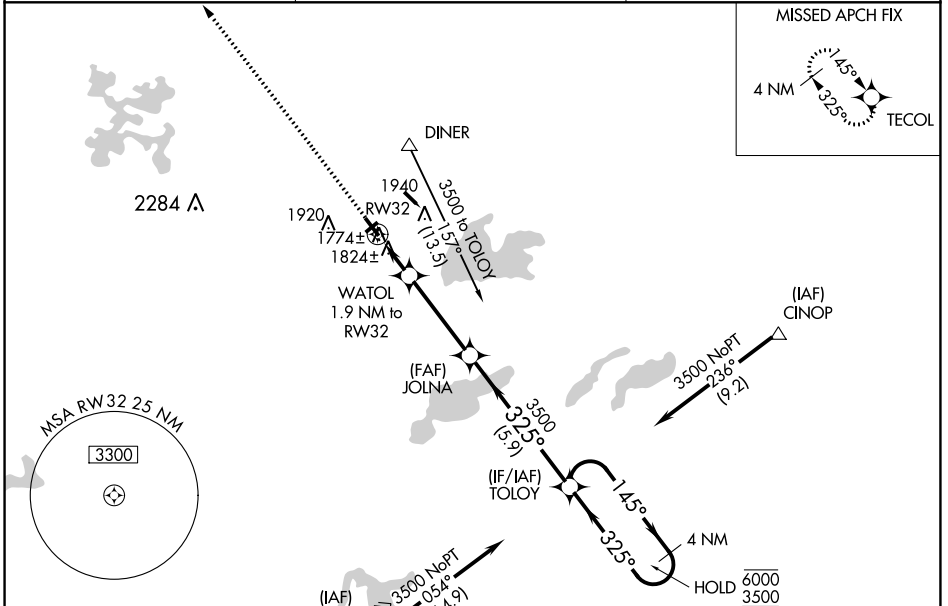 MISSED APCH FIX
145°
4 NM
325°
TECOL
DINER
2284
1940
3500 to TOLOY
157°
(13.5)
1920
RW32
1774±
1824±
WATOL
1.9 NM to
RW32
(IAF)
CINOP
3500 NoPT
236°
(9.2)
(FAF)
JOLNA
3500
325°
(5.9)
MSA RW32 25 NM
3300
(IF/IAF)
TOLOY
145°
325°
4 NM
HOLD 6000
3500
3500 NoPT
054°
(IAF)